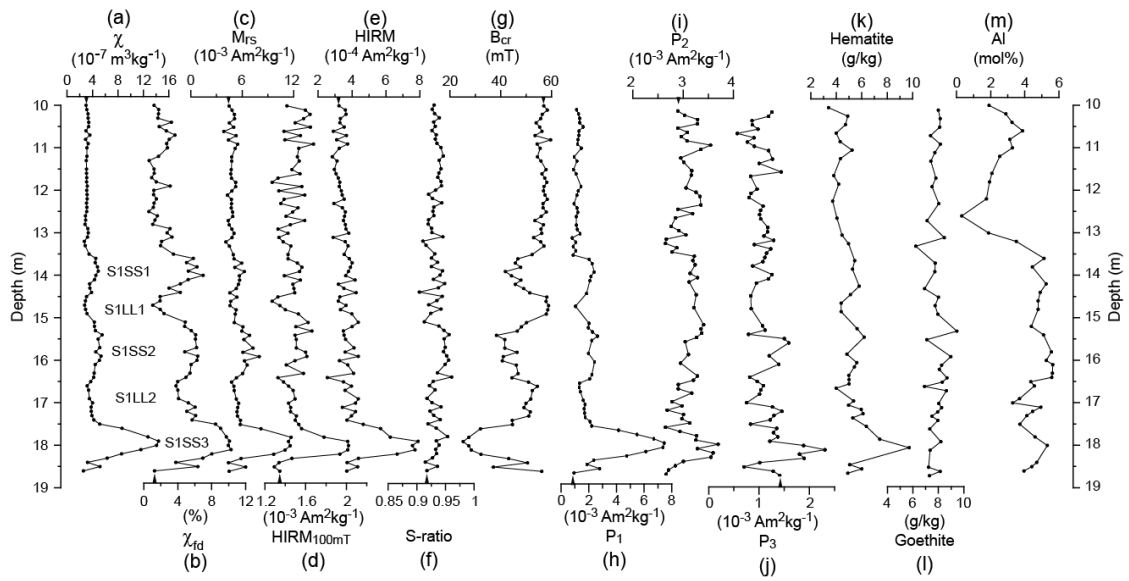 (a) (c) (e) (g) (i) (k) (m)
χ Mrs HIRM Bcr P2 Hematite Al
(10-7 m3kg-1) (10-3 Am2kg-1) (10-4 Am2kg-1) (mT) (10-3 Am2kg-1) (g/kg) mol%
0 4 8 12 16 0 5 10 14 2 4 6 8 20 40 60 2 3 4 0 2 4 6 8 10 0 2 4 6
Depth (m)
10
11
12
13
14
15
16
17
18
19
S1SS1
S1LL1
S1SS2
S1LL2
S1SS3
Depth (m)
10
11
12
13
14
15
16
17
18
19
0 4 8 10 12 1.2 1.6 2 0.85 0.9 0.95 1 0 2 4 6 8 0 1 2 4 6 8 10
(%) (10-3 Am2kg-1) (10-3 Am2kg-1) (10-3 Am2kg-1) (g/kg)
χfd HIRM100mT S-ratio P1 P3 Goethite
(b) (d) (f) (h) (j) (l)